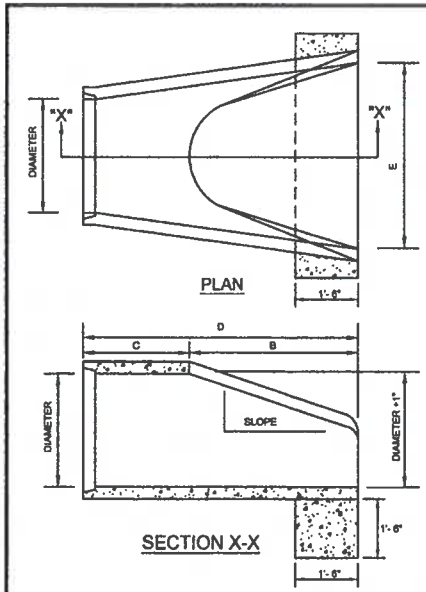 "X"
"X"
DIAMETER
E
PLAN
1'- 6"
D
C
B
DIAMETER
SLOPE
DIAMETER +1"
SECTION X-X
1'- 6"
1'- 6"